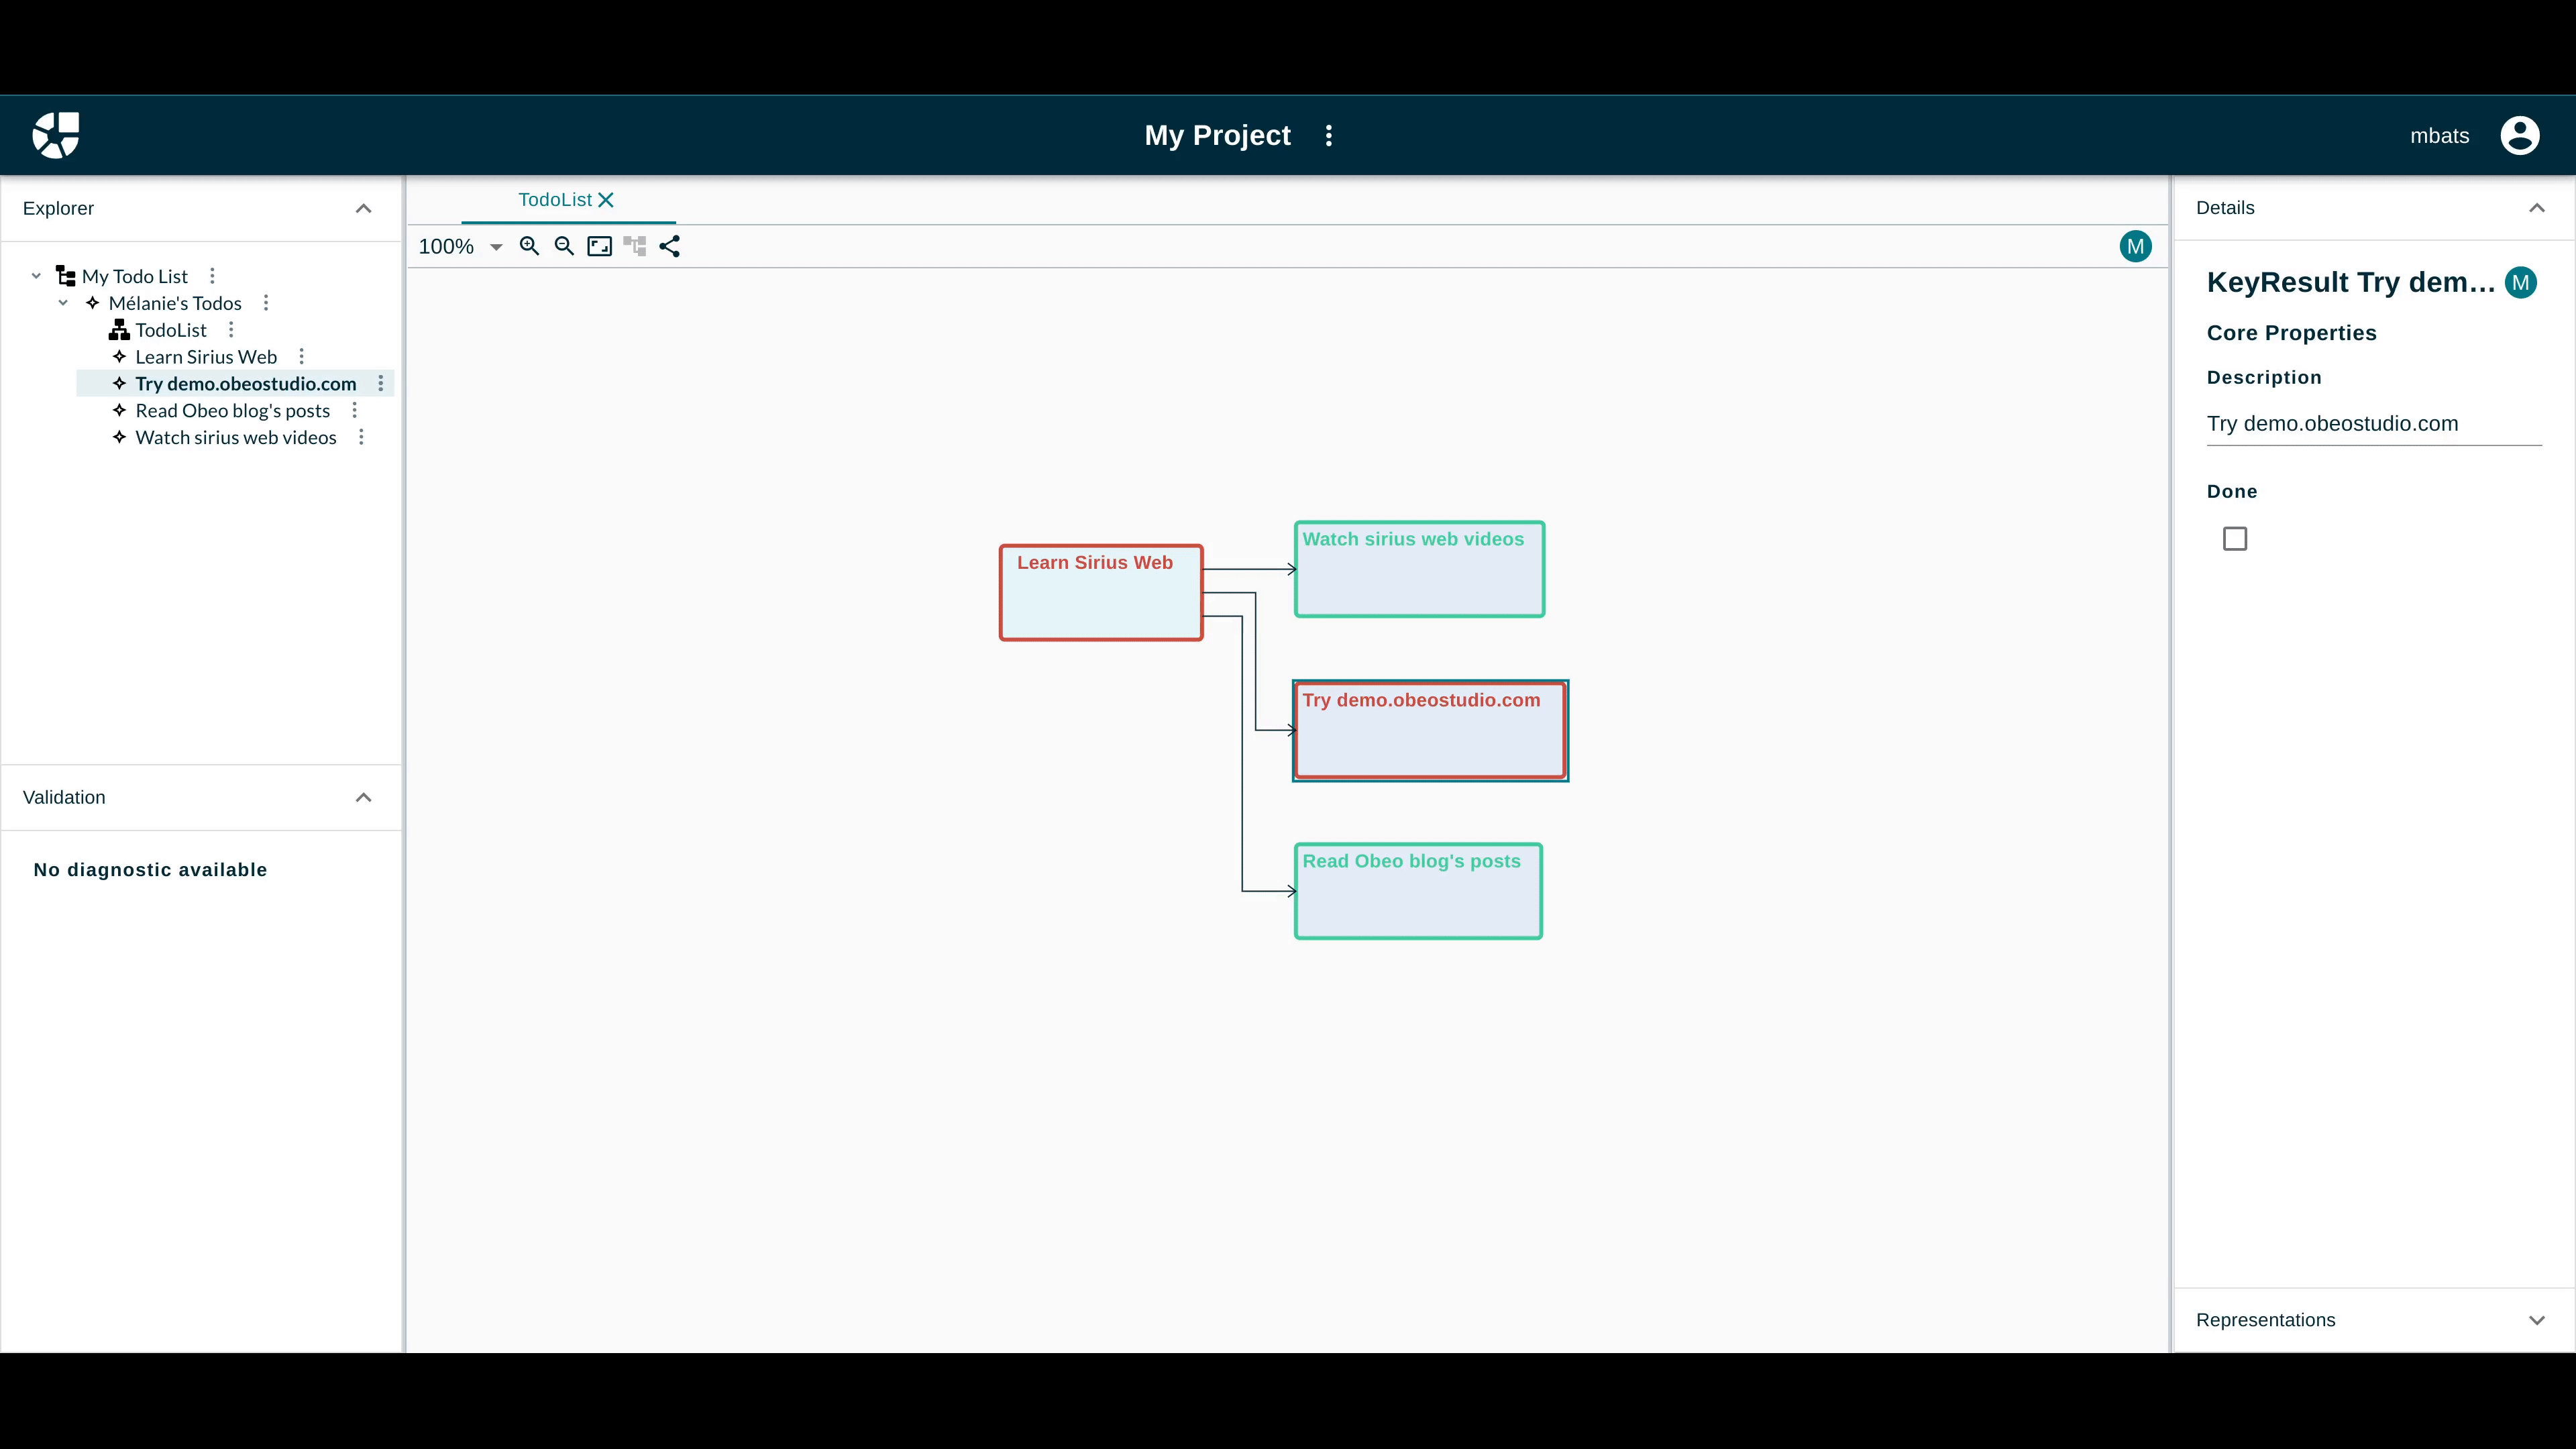 My Project
mbats
Explorer
My Todo List
Mélanie's Todos
TodoList
Learn Sirius Web
Try demo.obeostudio.com
Read Obeo blog's posts
Watch sirius web videos
Validation
No diagnostic available
TodoList
100%
M
Learn Sirius Web
Watch sirius web videos
Try demo.obeostudio.com
Read Obeo blog's posts
Details
KeyResult Try dem... M
Core Properties
Description
Try demo.obeostudio.com
Done
Representations